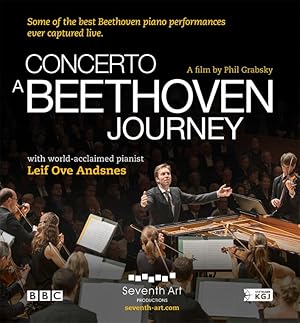 Some of the best Beethoven piano performances
ever captured live.
CONCERTO
A film by Phil Grabsky
A BEETHOVEN
JOURNEY
with world-acclaimed pianist
Leif Ove Andsnes
Seventh Art
PRODUCTIONS
seventh-art.com
BBC
KGJ